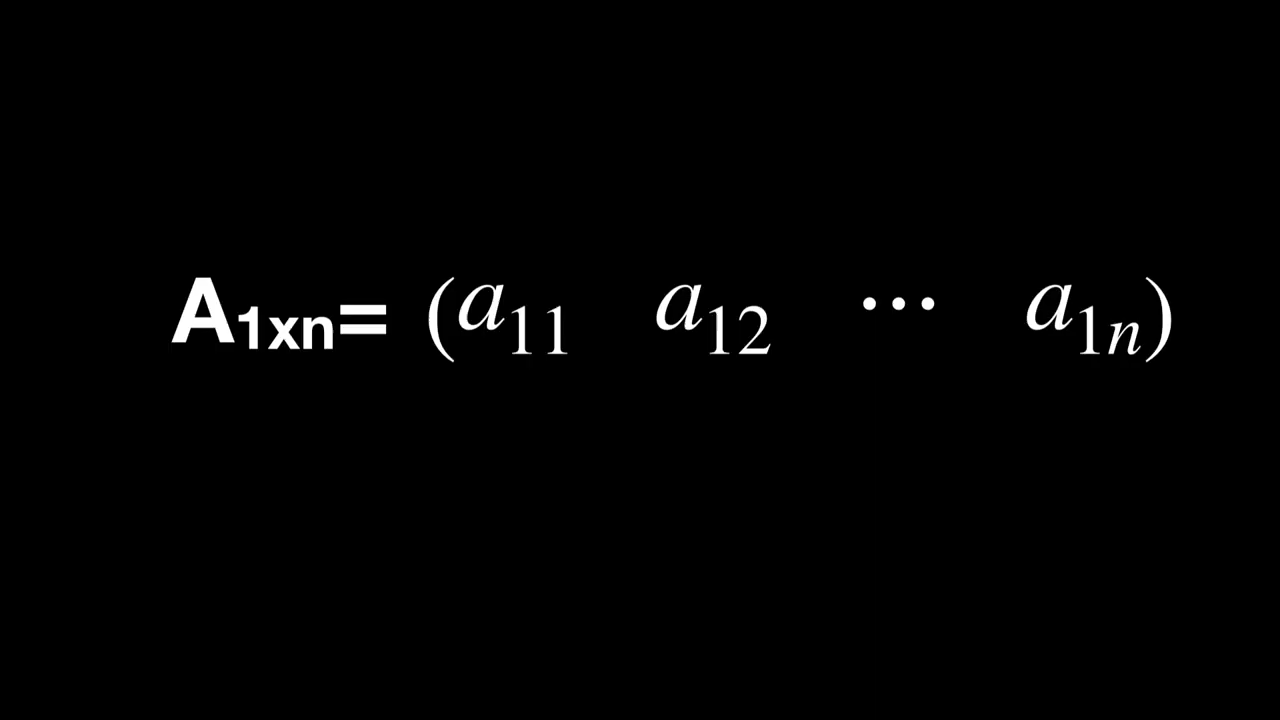 A₁ₓₙ= (a₁₁ a₁₂ ⋯ a₁ₙ)